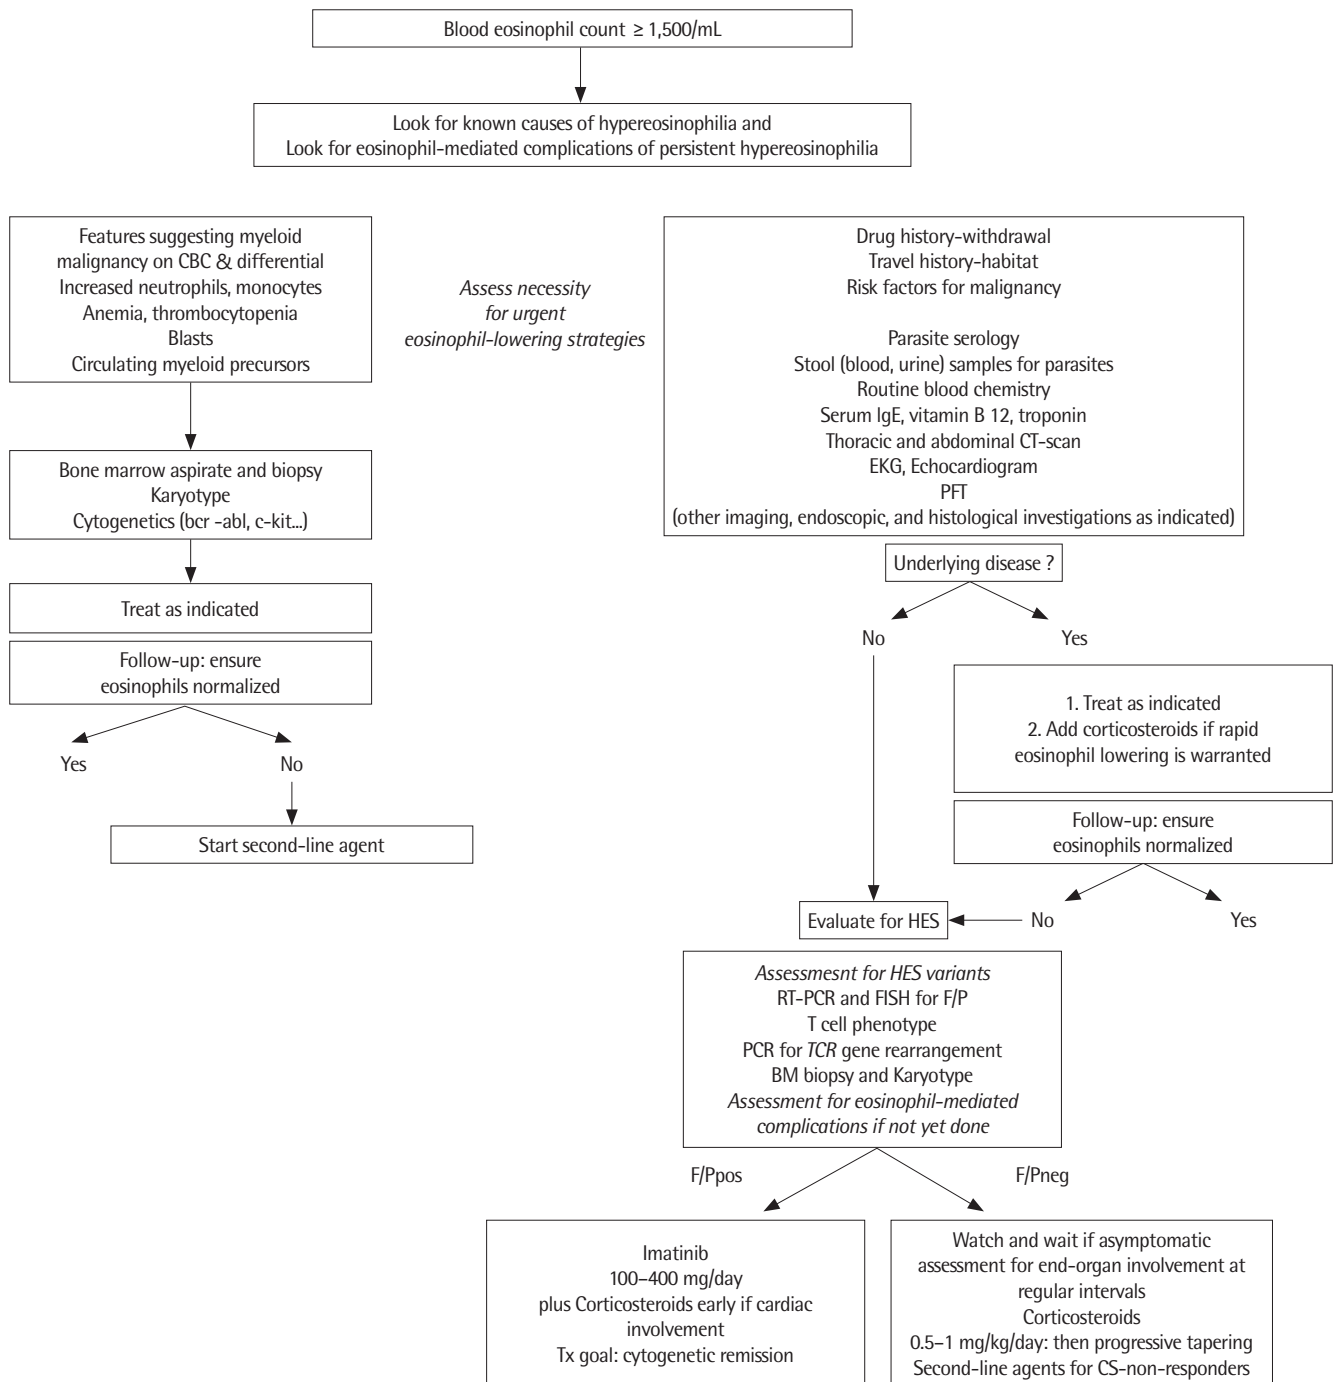 Blood eosinophil count ≥ 1,500/mL
Look for known causes of hypereosinophilia and
Look for eosinophil-mediated complications of persistent hypereosinophilia
Features suggesting myeloid
malignancy on CBC & differential
Increased neutrophils, monocytes
Anemia, thrombocytopenia
Blasts
Circulating myeloid precursors
Assess necessity
for urgent
eosinophil-lowering strategies
Drug history-withdrawal
Travel history-habitat
Risk factors for malignancy
Parasite serology
Stool (blood, urine) samples for parasites
Routine blood chemistry
Serum IgE, vitamin B 12, troponin
Thoracic and abdominal CT-scan
EKG, Echocardiogram
PFT
(other imaging, endoscopic, and histological investigations as indicated)
Bone marrow aspirate and biopsy
Karyotype
Cytogenetics (bcr -abl, c-kit...)
Treat as indicated
Follow-up: ensure
eosinophils normalized
Yes
No
Start second-line agent
Underlying disease ?
No
Yes
1. Treat as indicated
2. Add corticosteroids if rapid
eosinophil lowering is warranted
Follow-up: ensure
eosinophils normalized
No
Yes
Evaluate for HES
Assessmesnt for HES variants
RT-PCR and FISH for F/P
T cell phenotype
PCR for TCR gene rearrangement
BM biopsy and Karyotype
Assessment for eosinophil-mediated
complications if not yet done
F/Ppos
F/Pneg
Imatinib
100–400 mg/day
plus Corticosteroids early if cardiac
involvement
Tx goal: cytogenetic remission
Watch and wait if asymptomatic
assessment for end-organ involvement at
regular intervals
Corticosteroids
0.5–1 mg/kg/day: then progressive tapering
Second-line agents for CS-non-responders